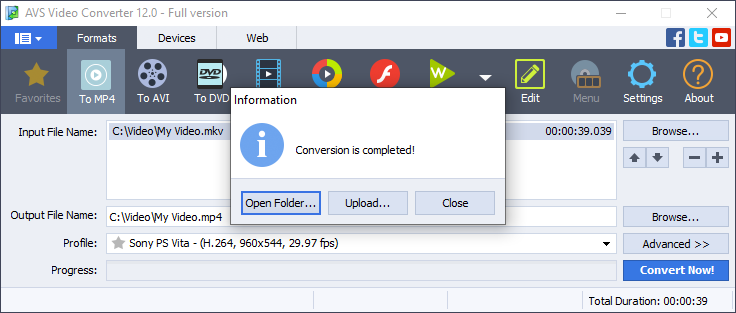 AVS Video Converter 12.0 - Full version
Formats
Devices
Web
Favorites
To MP4
To AVI
To DVD
Edit
Menu
Settings
About
Information
Conversion is completed!
Open Folder...
Upload...
Close
Input File Name:
C:\Video\My Video.mkv
00:00:39.039
Browse...
Output File Name:
C:\Video\My Video.mp4
Browse...
Profile:
Sony PS Vita - (H.264, 960x544, 29.97 fps)
Advanced >>
Progress:
Convert Now!
Total Duration: 00:00:39